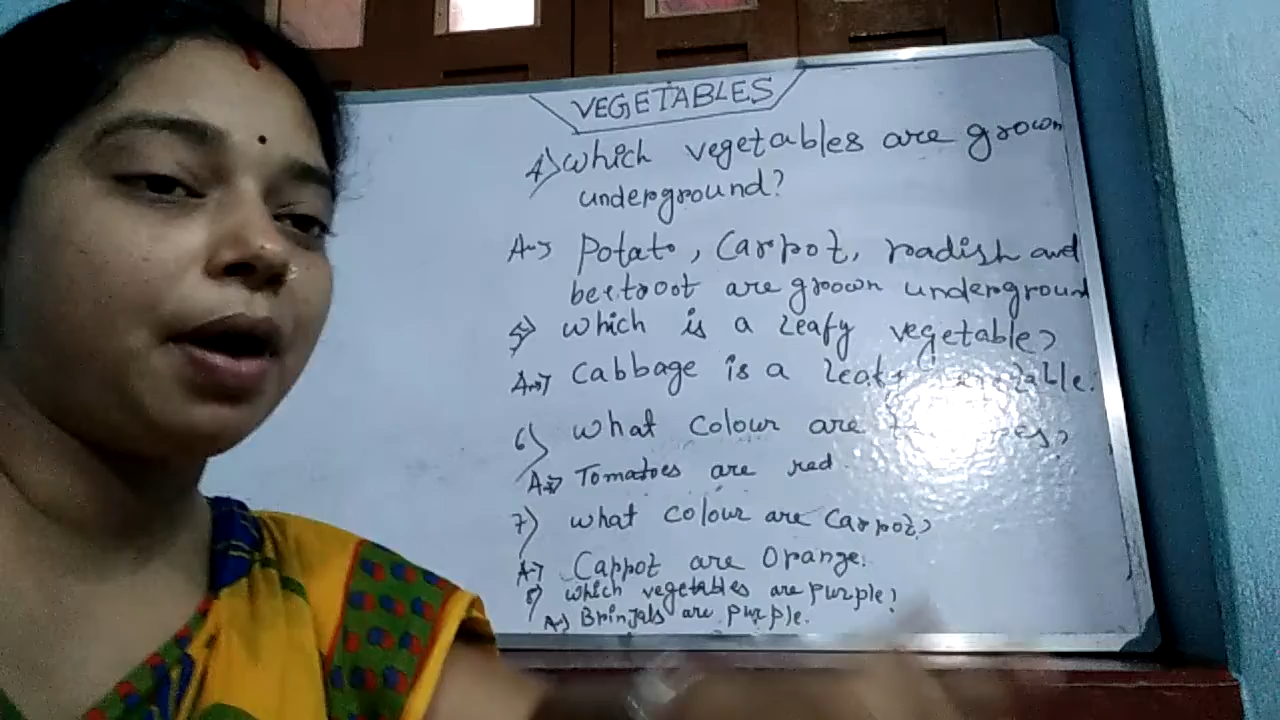 VEGETABLES
4) which vegetables are grown
underground?
A→ Potato, Carrot, radish and
beetroot are grown underground
5) which is a leafy vegetable?
Ans→ Cabbage is a leafy vegetable.
6) what colour are
A→ Tomatoes are red.
7) what colour are Carrot?
A→ Carrot are Orange.
8) which vegetables are purple?
A→ Brinjals are purple.